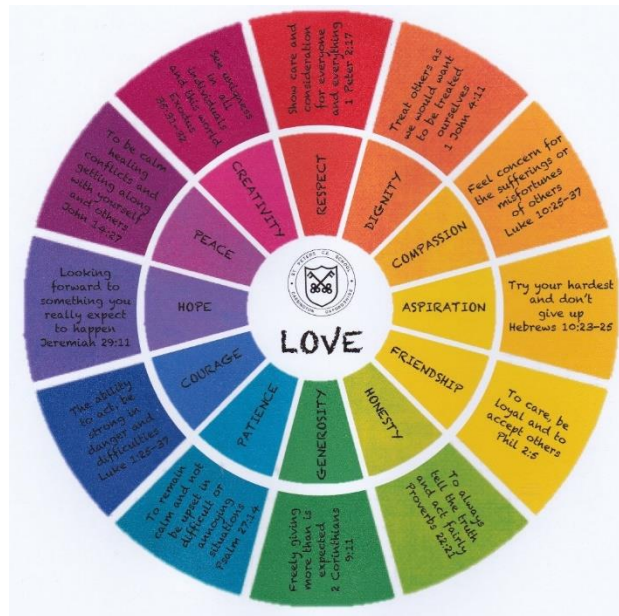 RESPECT
Show care and
consideration
for everyone
and everything
1 Peter 2:17
DIGNITY
Treat others as
we would want
to be treated
ourselves
1 John 4:11
COMPASSION
Feel concern for
the sufferings or
misfortunes
of others
Luke 10:25-37
ASPIRATION
Try your hardest
and don't
give up
Hebrews 10:23-25
FRIENDSHIP
To care, be
loyal and to
accept others
Phil 2:5
HONESTY
To always
tell the truth
and act fairly
Proverbs 22:21
GENEROSITY
Freely giving
more than is
expected
2 Corinthians
9:11
PATIENCE
To remain
calm and not
be upset in
difficult or
annoying
situations
Psalm 27:14
COURAGE
The ability
to act, be
strong in
danger and
difficulties
Luke 1:25-37
HOPE
Looking
forward to
something you
really expect
to happen
Jeremiah 29:11
PEACE
To be calm
healing
conflicts and
getting along
with yourself
and others
John 14:27
CREATIVITY
See uniqness
in all
individuals
and this world
Exodus
35:31-32
ST PETERS CE SCHOOL
LOVE